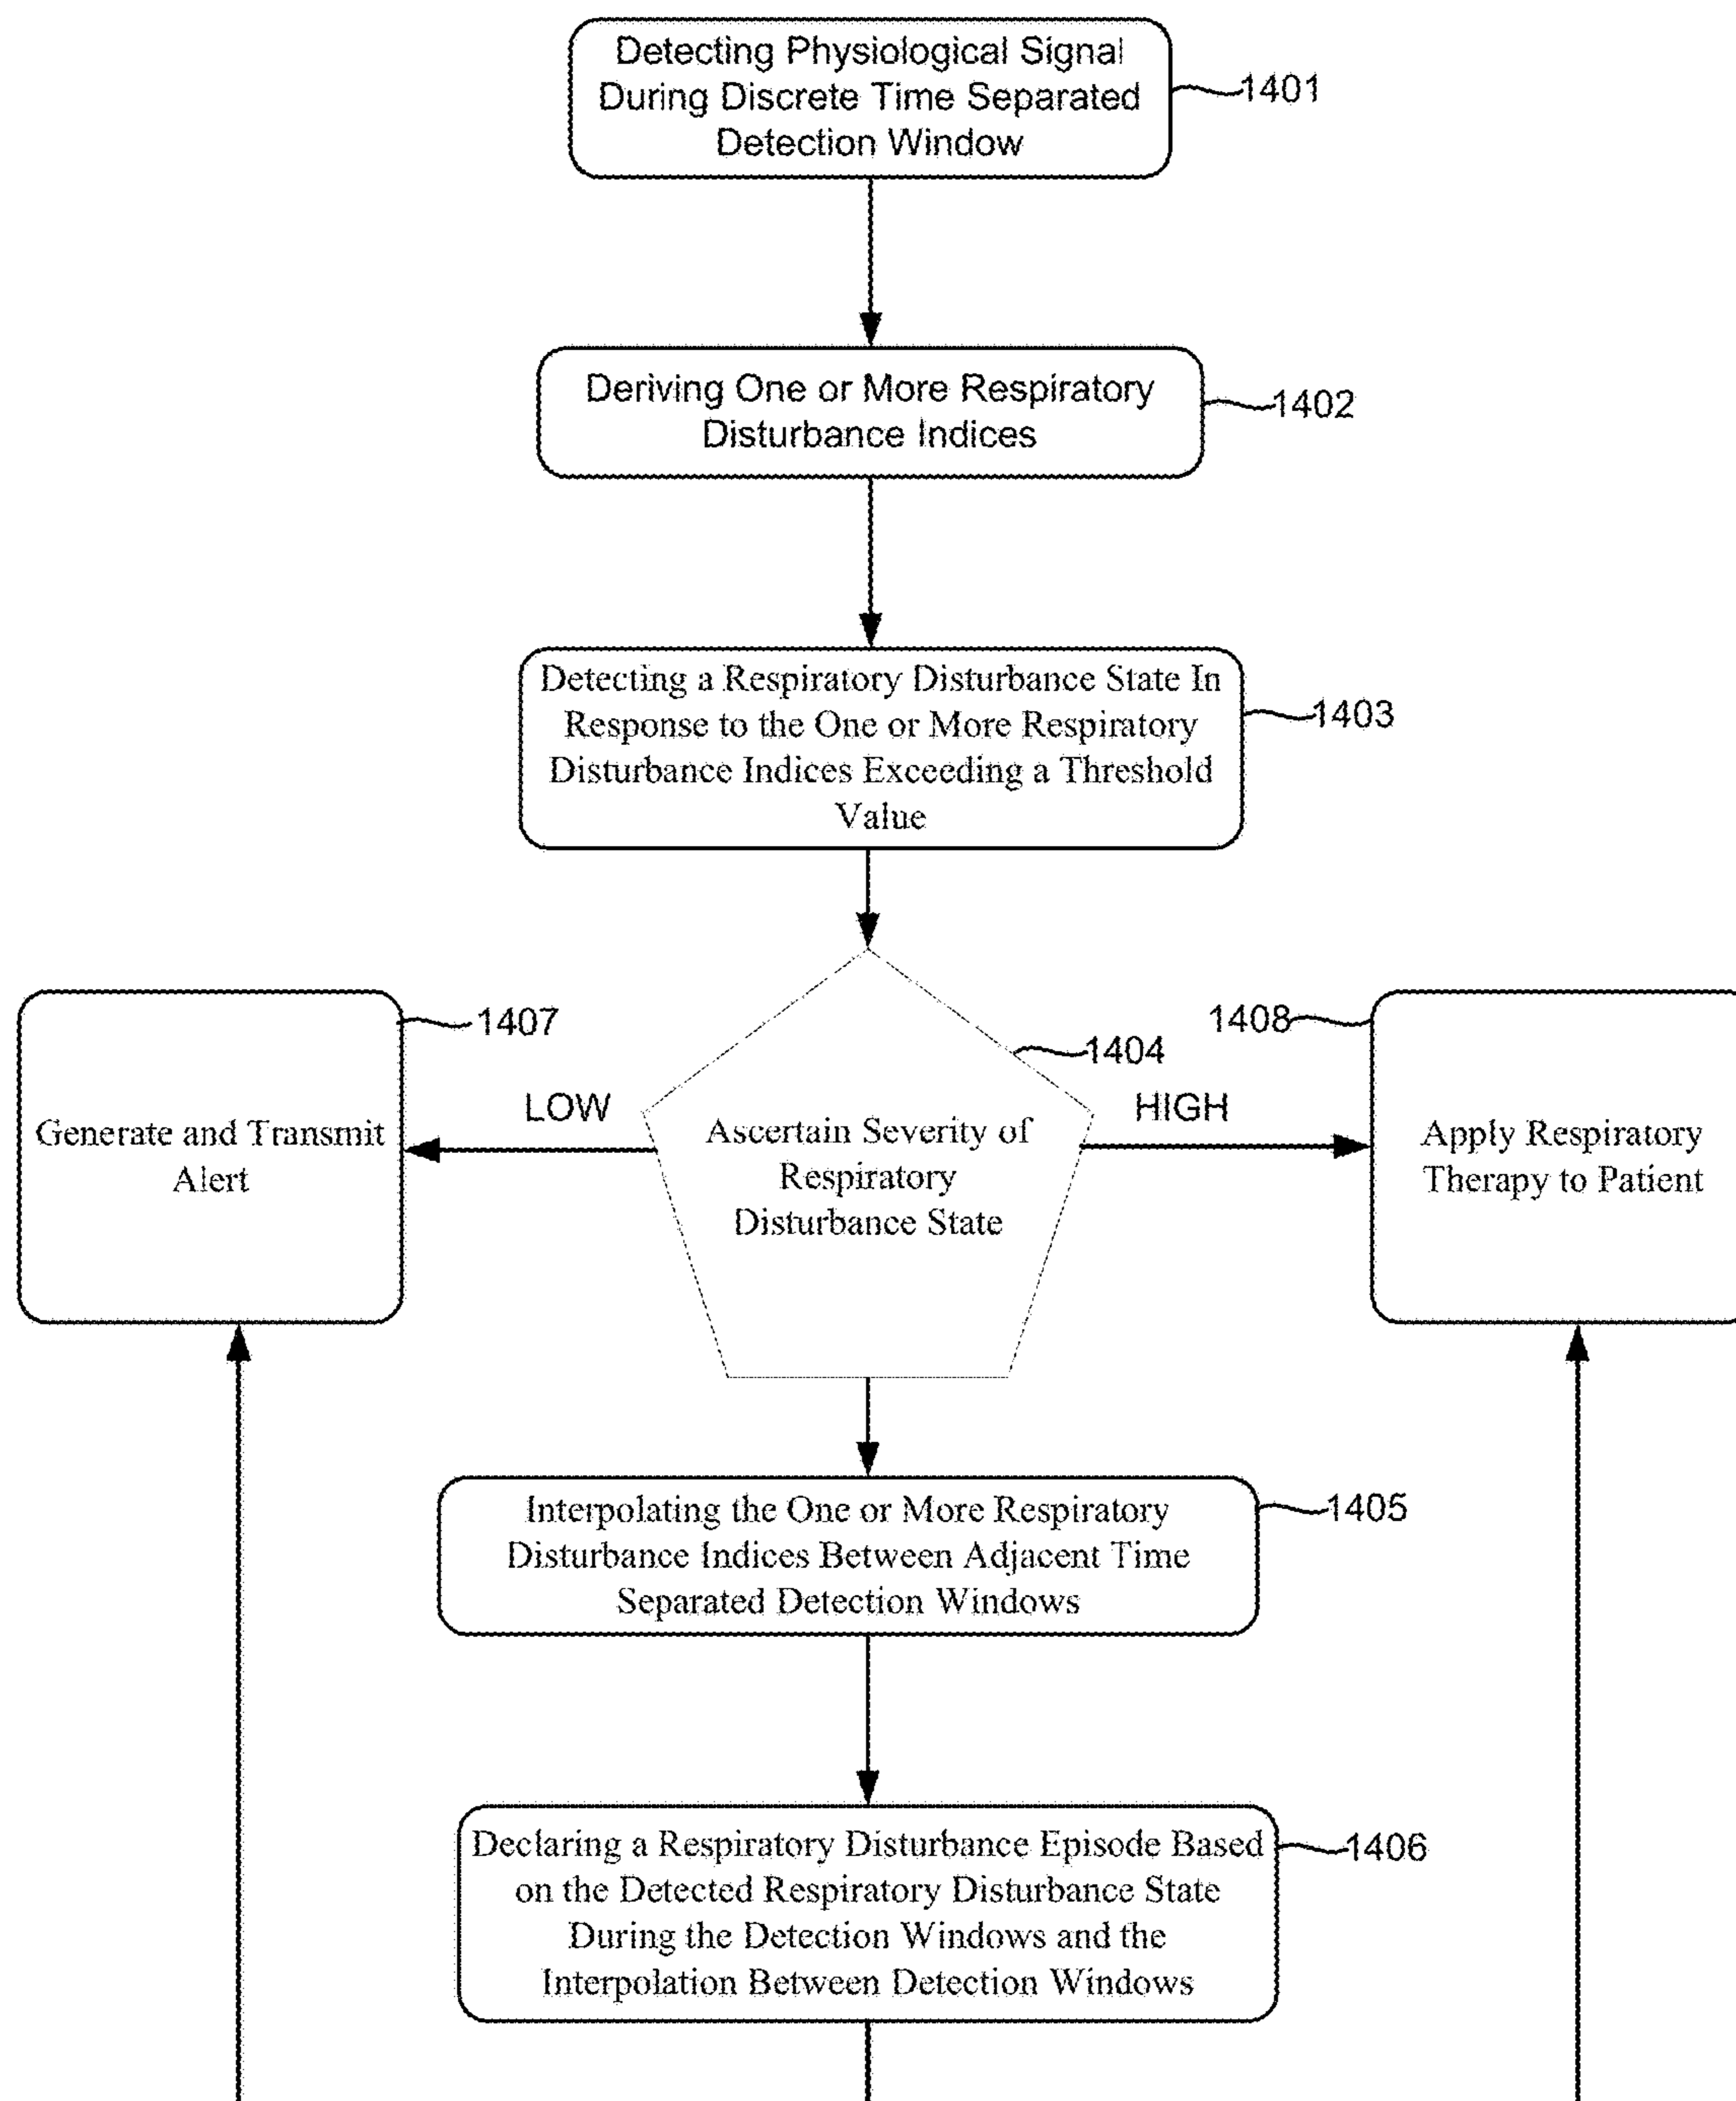 Detecting Physiological Signal
During Discrete Time Separated
Detection Window
1401
Deriving One or More Respiratory
Disturbance Indices
1402
Detecting a Respiratory Disturbance State In
Response to the One or More Respiratory
Disturbance Indices Exceeding a Threshold
Value
1403
1407
Generate and Transmit
Alert
LOW
1404
Ascertain Severity of
Respiratory
Disturbance State
HIGH
1408
Apply Respiratory
Therapy to Patient
Interpolating the One or More Respiratory
Disturbance Indices Between Adjacent Time
Separated Detection Windows
1405
Declaring a Respiratory Disturbance Episode Based
on the Detected Respiratory Disturbance State
During the Detection Windows and the
Interpolation Between Detection Windows
1406